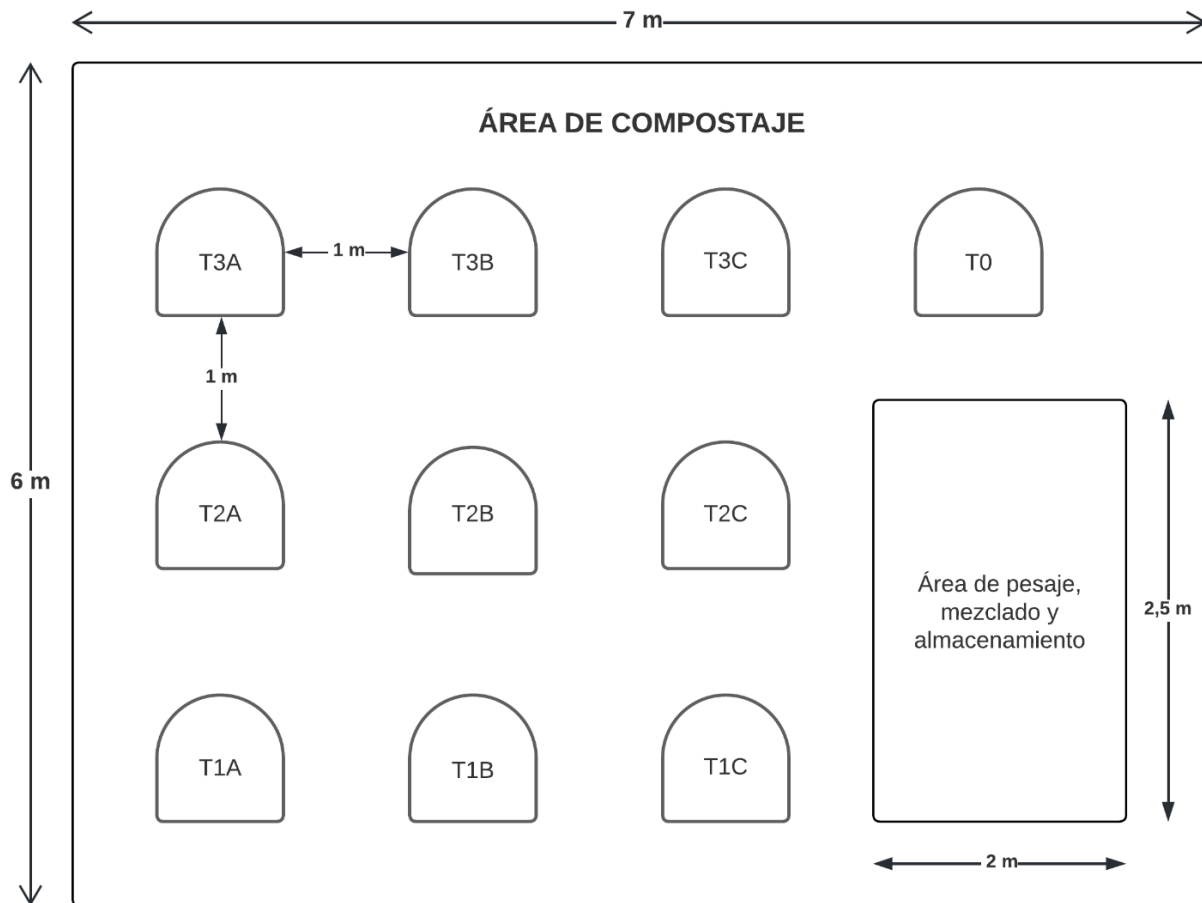 7 m
ÁREA DE COMPOSTAJE
T3A
1 m
T3B
T3C
T0
1 m
6 m
T2A
T2B
T2C
Área de pesaje,
mezclado y
almacenamiento
2,5 m
T1A
T1B
T1C
2 m